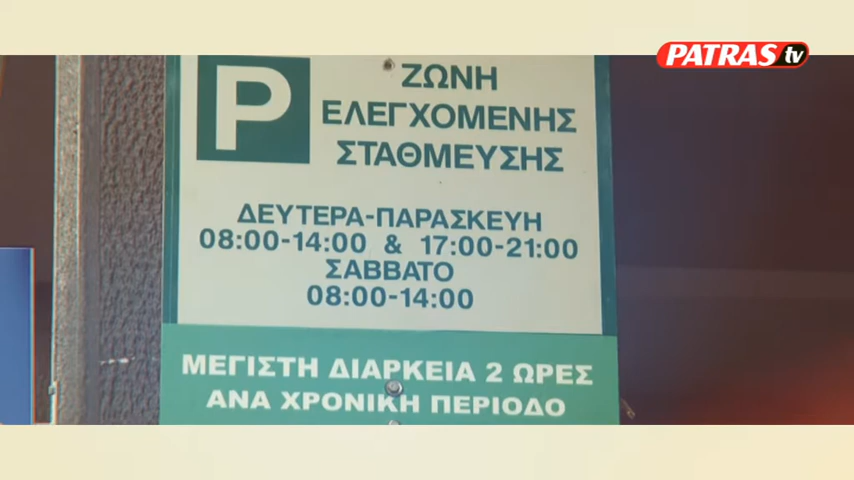 PATRAS tv
P
ΖΩΝΗ
ΕΛΕΓΧΟΜΕΝΗΣ
ΣΤΑΘΜΕΥΣΗΣ
ΔΕΥΤΕΡΑ-ΠΑΡΑΣΚΕΥΗ
08:00-14:00 & 17:00-21:00
ΣΑΒΒΑΤΟ
08:00-14:00
ΜΕΓΙΣΤΗ ΔΙΑΡΚΕΙΑ 2 ΩΡΕΣ
ΑΝΑ ΧΡΟΝΙΚΗ ΠΕΡΙΟΔΟ